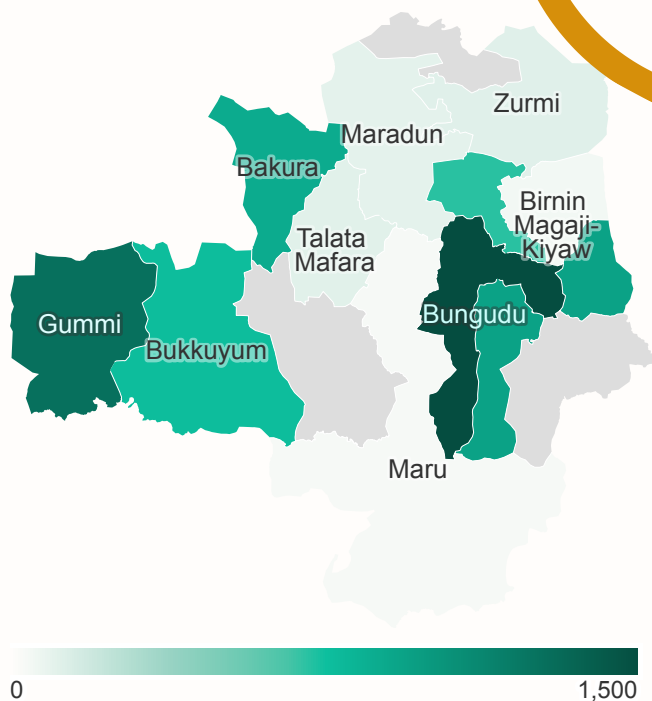 Zurmi
Maradun
Bakura
Birnin
Magaji-
Kiyaw
Talata
Mafara
Gummi
Bungudu
Bukkuyum
Maru
0
1,500